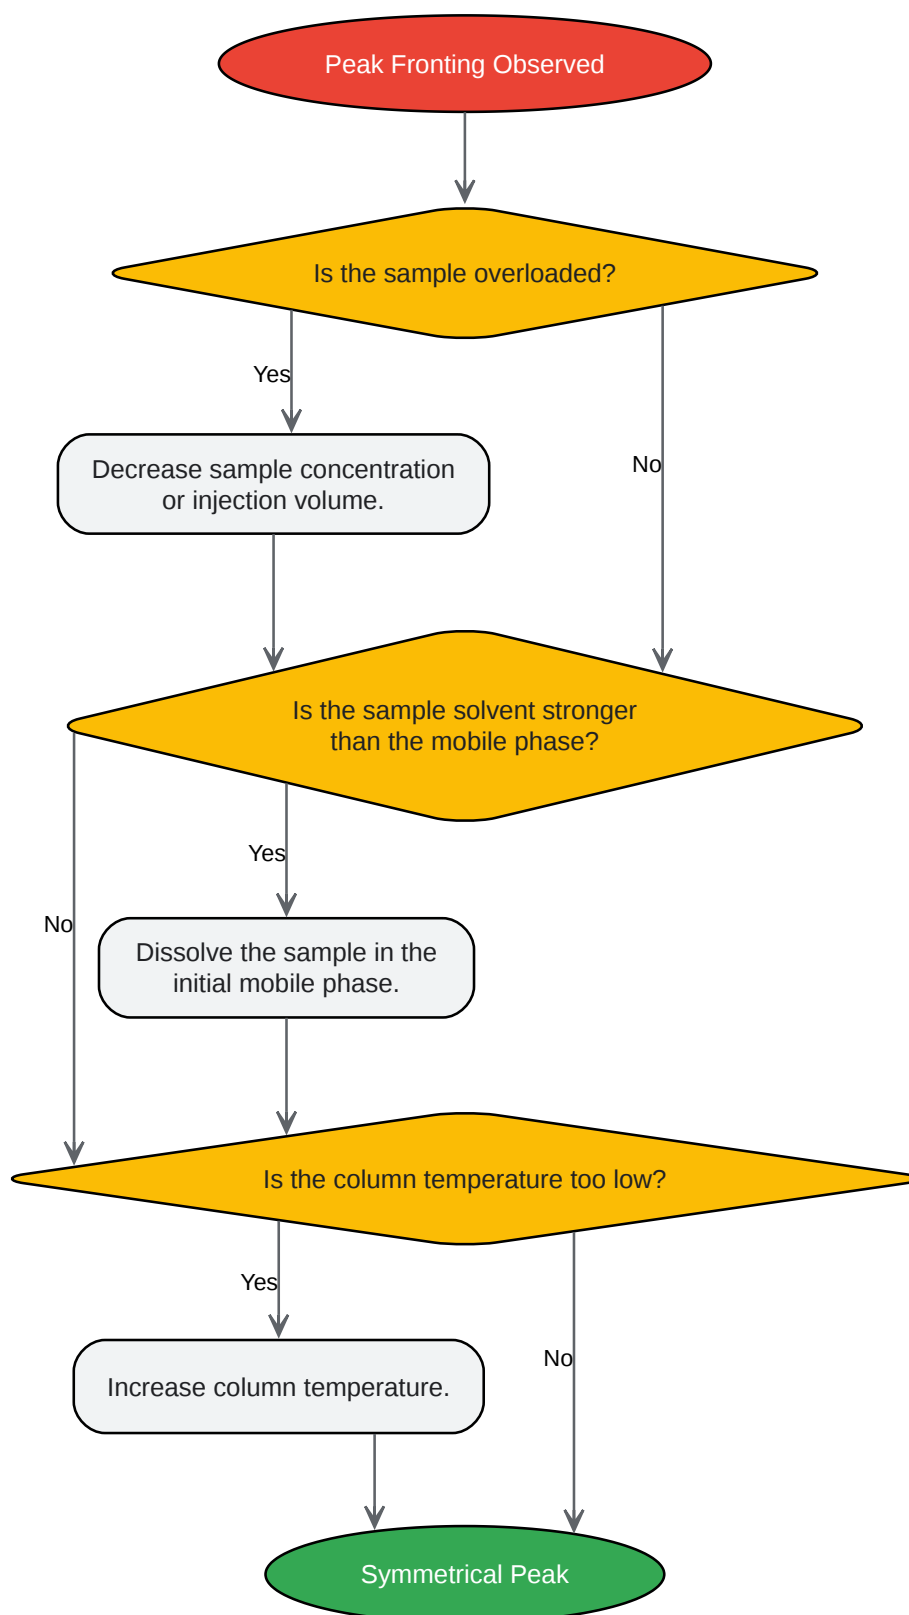 Peak Fronting Observed
Is the sample overloaded?
Yes
Decrease sample concentration
or injection volume.
No
Is the sample solvent stronger
than the mobile phase?
Yes
No
Dissolve the sample in the
initial mobile phase.
Is the column temperature too low?
Yes
No
Increase column temperature.
Symmetrical Peak